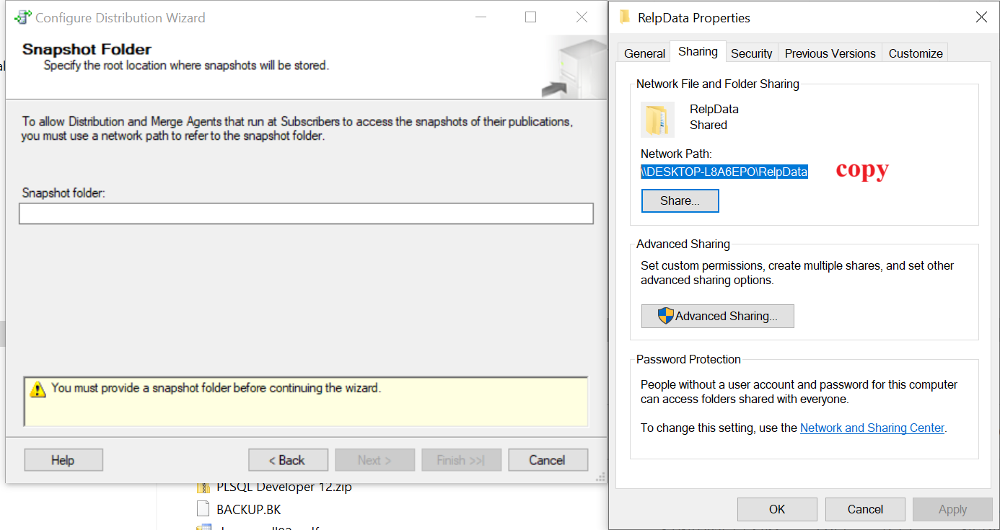 Configure Distribution Wizard
Snapshot Folder
Specify the root location where snapshots will be stored.
To allow Distribution and Merge Agents that run at Subscribers to access the snapshots of their publications,
you must use a network path to refer to the snapshot folder.
Snapshot folder:
You must provide a snapshot folder before continuing the wizard.
Help
< Back
Next >
Finish >>|
Cancel
PLSQL Developer 12.zip
BACKUP.BK
RelpData Properties
General
Sharing
Security
Previous Versions
Customize
Network File and Folder Sharing
RelpData
Shared
Network Path:
\\DESKTOP-L8A6EPO\RelpData
copy
Share...
Advanced Sharing
Set custom permissions, create multiple shares, and set other
advanced sharing options.
Advanced Sharing...
Password Protection
People without a user account and password for this computer
can access folders shared with everyone.
To change this setting, use the Network and Sharing Center.
OK
Cancel
Apply